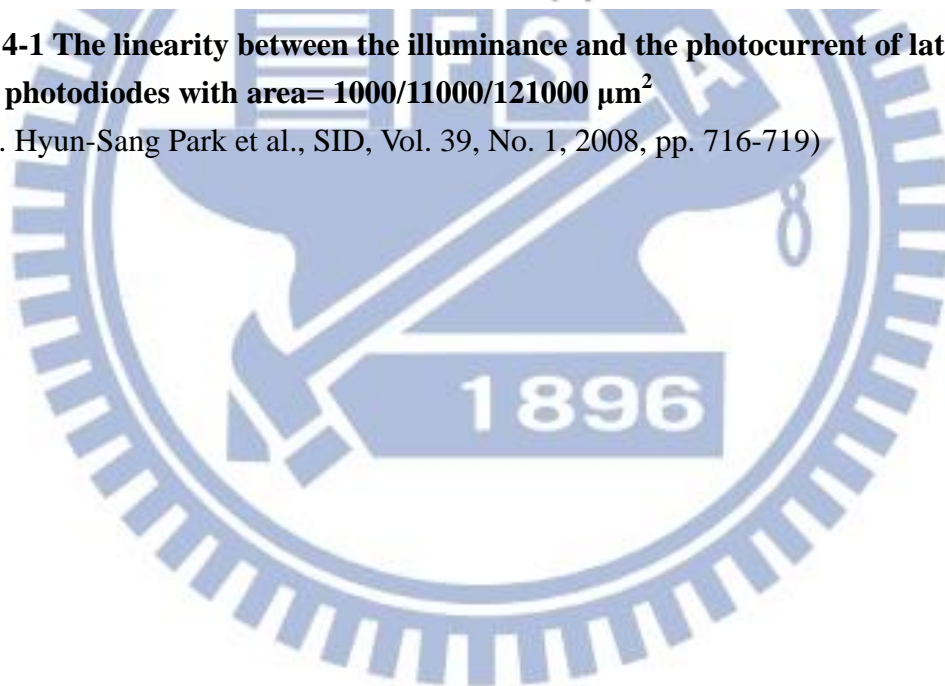 4-1 The linearity between the illuminance and the photocurrent of lat
photodiodes with area= 1000/11000/121000 μm²
. Hyun-Sang Park et al., SID, Vol. 39, No. 1, 2008, pp. 716-719)
E S A
8
1896